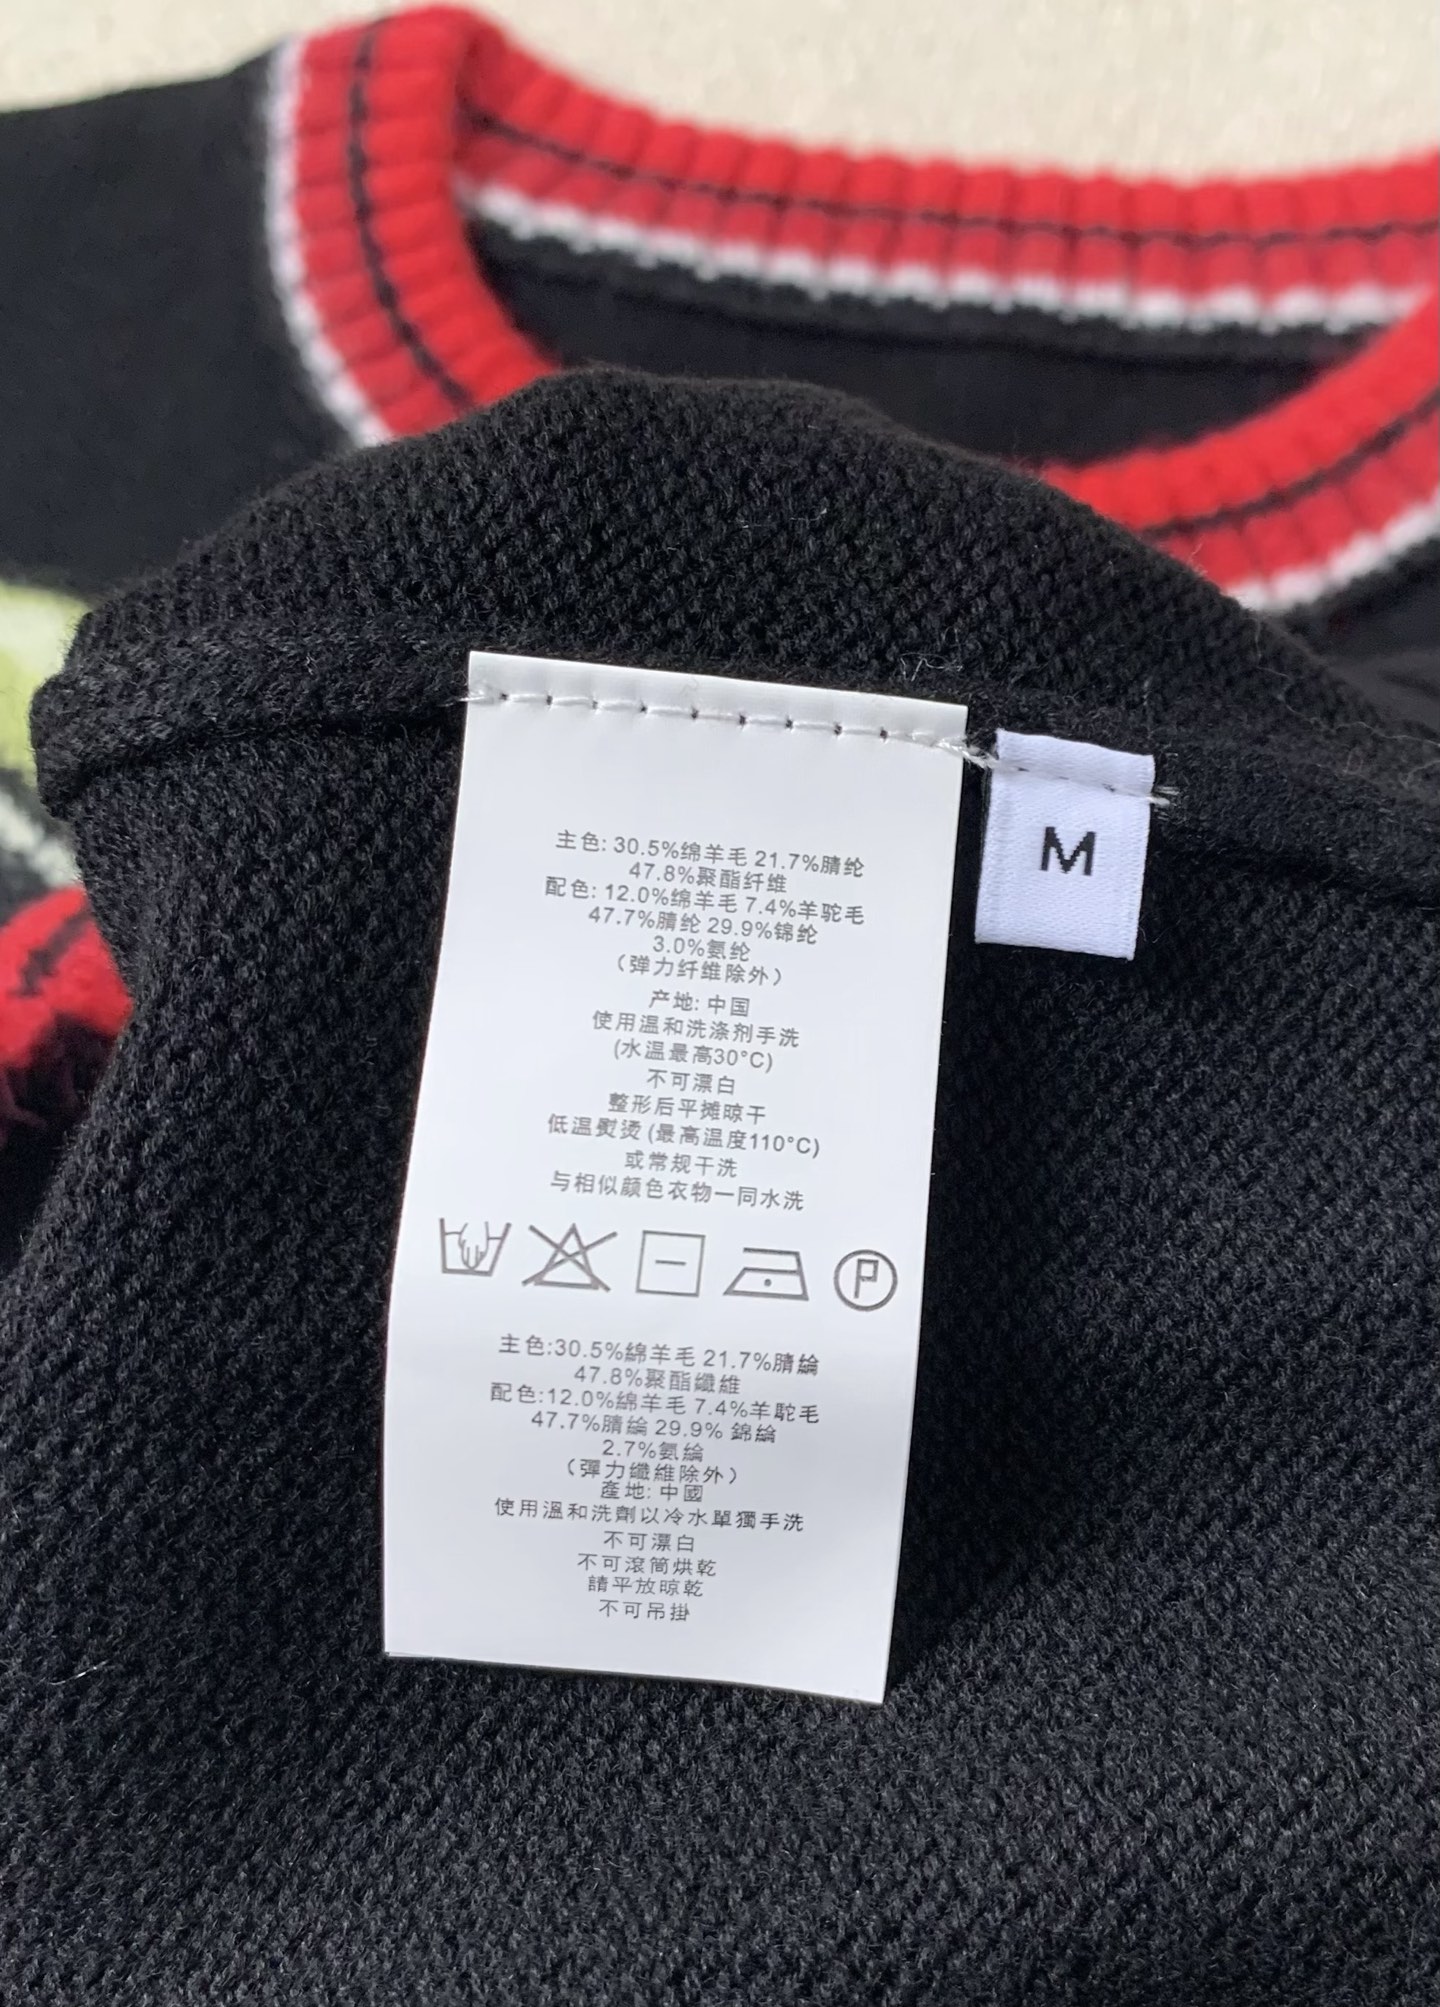 主色: 30.5%绵羊毛 21.7%腈纶
47.8%聚酯纤维
配色: 12.0%绵羊毛 7.4%羊驼毛
47.7%腈纶 29.9%锦纶
3.0%氨纶
（弹力纤维除外）
产地: 中国
使用温和洗涤剂手洗
(水温最高30°C)
不可漂白
整形后平摊晾干
低温熨烫 (最高温度110°C)
或常规干洗
与相似颜色衣物一同水洗
P
主色:30.5%綿羊毛 21.7%腈綸
47.8%聚酯纖維
配色:12.0%綿羊毛 7.4%羊駝毛
47.7%腈綸 29.9% 錦綸
2.7%氨綸
（彈力纖維除外）
產地: 中國
使用溫和洗劑以冷水單獨手洗
不可漂白
不可滾筒烘乾
請平放晾乾
不可吊掛
M